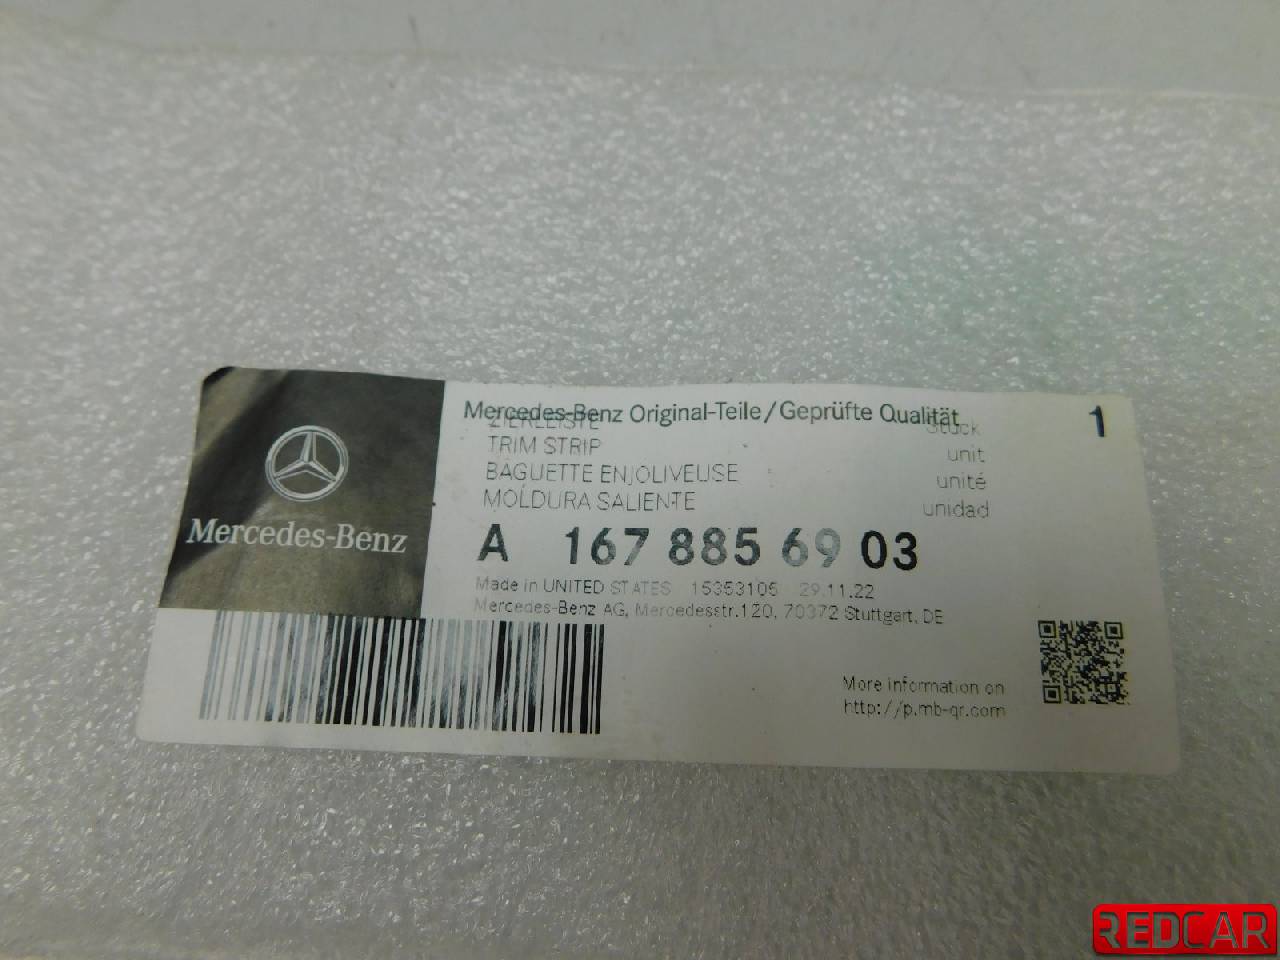 Mercedes-Benz Original-Teile/Geprüfte Qualität 1
ZIERLEISTE Stück
TRIM STRIP unit
BAGUETTE ENJOLIVEUSE unité
MOLDURA SALIENTE unidad
Mercedes-Benz
A 167 885 69 03
Made in UNITED STATES 15353105 29.11.22
Mercedes-Benz AG, Mercedesstr.120, 70372 Stuttgart, DE
More information on
http://p.mb-qr.com
REDCAR